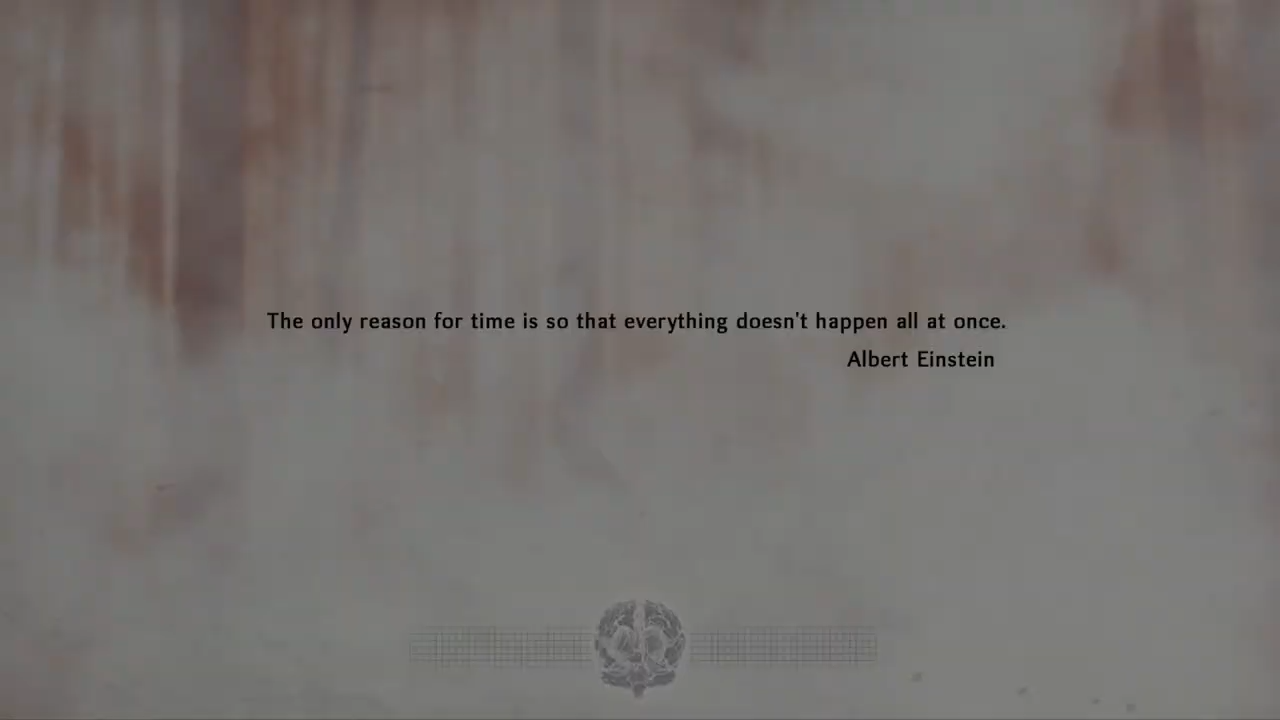 The only reason for time is so that everything doesn't happen all at once.
Albert Einstein